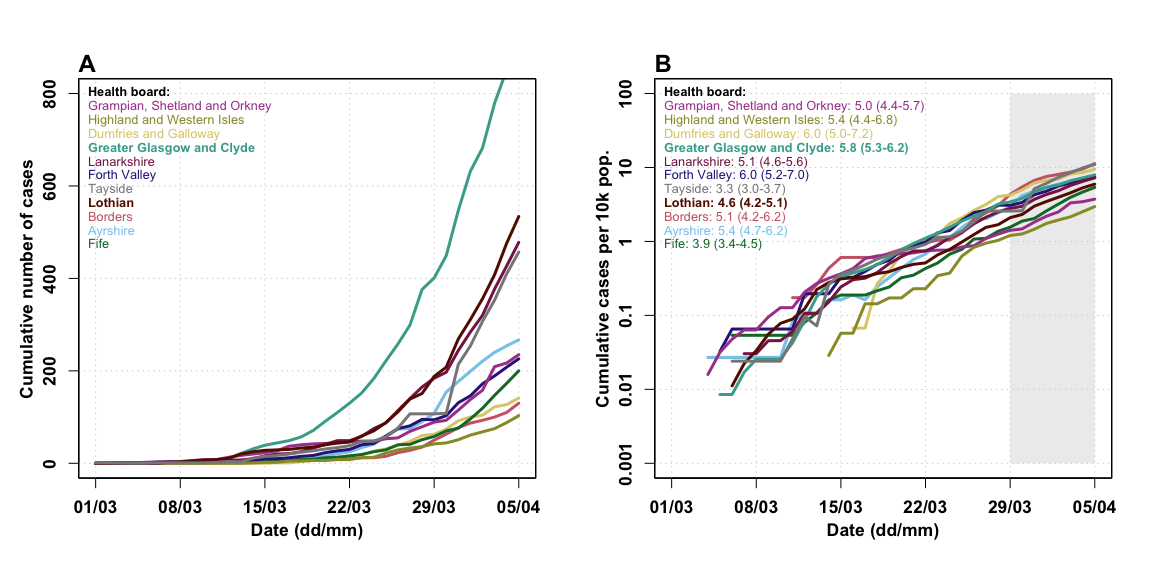 A
Health board:
Grampian, Shetland and Orkney
Highland and Western Isles
Dumfries and Galloway
Greater Glasgow and Clyde
Lanarkshire
Forth Valley
Tayside
Lothian
Borders
Ayrshire
Fife
Cumulative number of cases
800
600
400
200
0
01/03 08/03 15/03 22/03 29/03 05/04
Date (dd/mm)
B
Health board:
Grampian, Shetland and Orkney: 5.0 (4.4-5.7)
Highland and Western Isles: 5.4 (4.4-6.8)
Dumfries and Galloway: 6.0 (5.0-7.2)
Greater Glasgow and Clyde: 5.8 (5.3-6.2)
Lanarkshire: 5.1 (4.6-5.6)
Forth Valley: 6.0 (5.2-7.0)
Tayside: 3.3 (3.0-3.7)
Lothian: 4.6 (4.2-5.1)
Borders: 5.1 (4.2-6.2)
Ayrshire: 5.4 (4.7-6.2)
Fife: 3.9 (3.4-4.5)
Cumulative cases per 10k pop.
100
10
1
0.1
0.01
0.001
01/03 08/03 15/03 22/03 29/03 05/04
Date (dd/mm)